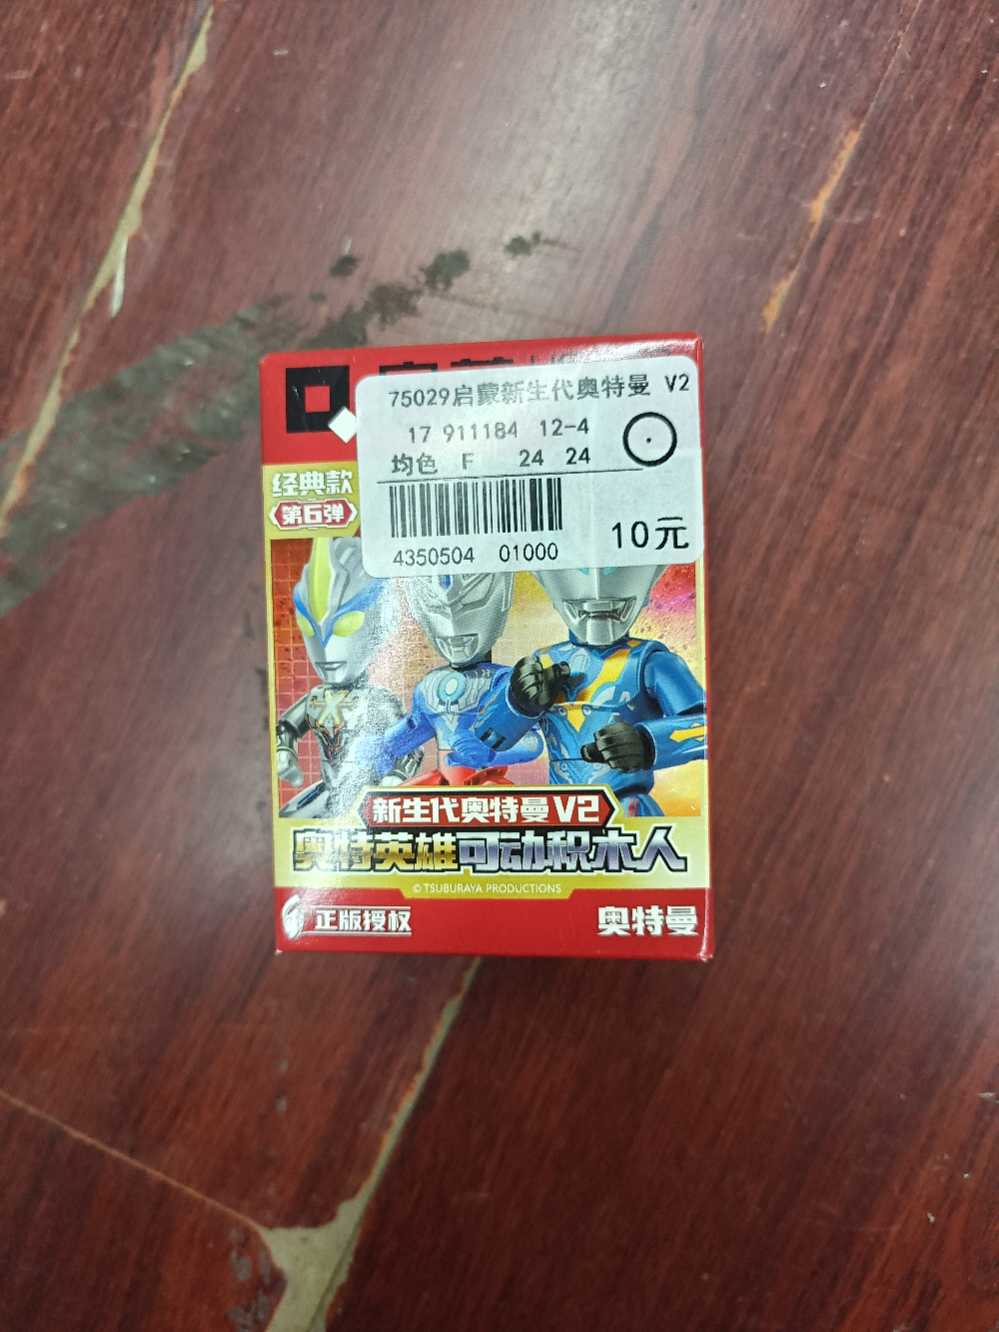 75029启蒙新生代奥特曼 V2
17 911184 12-4
均色 F 24 24
10元
4350504 01000
经典款
第6弹
新生代奥特曼V2
奥特英雄可动积木人
© TSUBURAYA PRODUCTIONS
正版授权
奥特曼